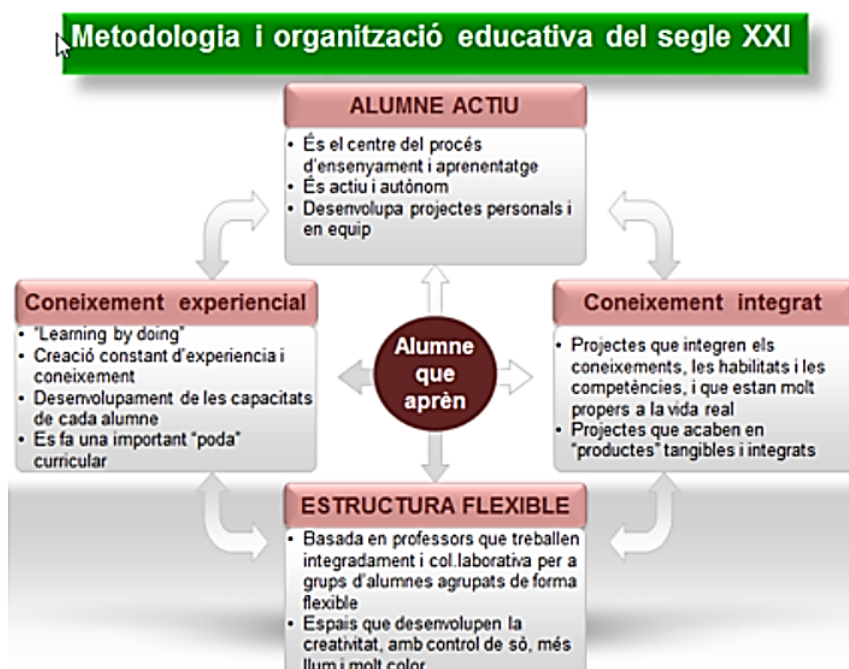 Metodologia i organització educativa del segle XXI
ALUMNE ACTIU
• És el centre del procés
d'ensenyament i aprenentatge
• És actiu i autònom
• Desenvolupa projectes personals i
en equip
Coneixement experiencial
• "Learning by doing"
• Creació constant d'experiencia i
coneixement
• Desenvolupament de les capacitats
de cada alumne
• Es fa una important "poda"
curricular
Alumne
que
aprèn
Coneixement integrat
• Projectes que integren els
coneixements, les habilitats i les
competències, i que estan molt
propers a la vida real
• Projectes que acaben en
"productes" tangibles i integrats
ESTRUCTURA FLEXIBLE
• Basada en professors que treballen
integradament i col.laborativa per a
grups d'alumnes agrupats de forma
flexible
• Espais que desenvolupen la
creativitat, amb control de só, més
llum i molt color